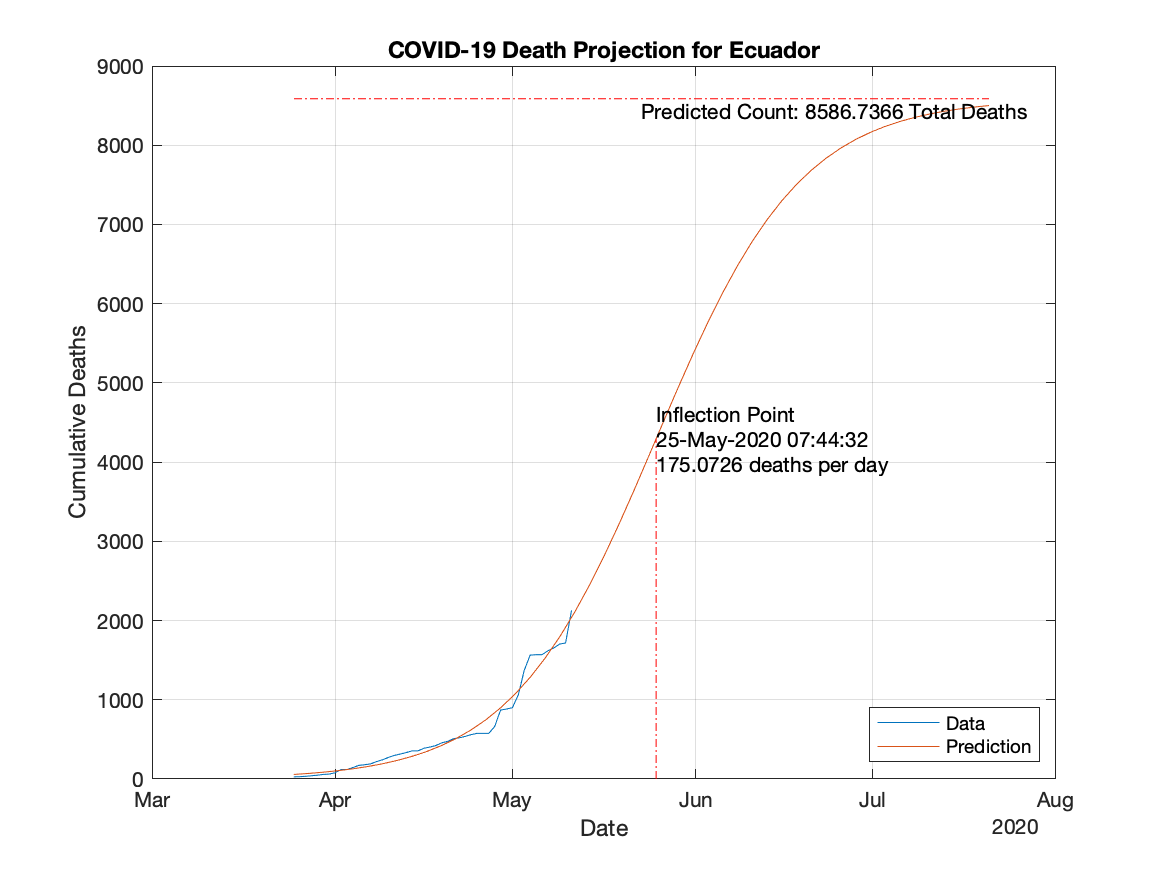 COVID-19 Death Projection for Ecuador
9000
8000
7000
6000
5000
4000
3000
2000
1000
0
Cumulative Deaths
Predicted Count: 8586.7366 Total Deaths
Inflection Point
25-May-2020 07:44:32
175.0726 deaths per day
Data
Prediction
Mar Apr May Jun Jul Aug
Date
2020